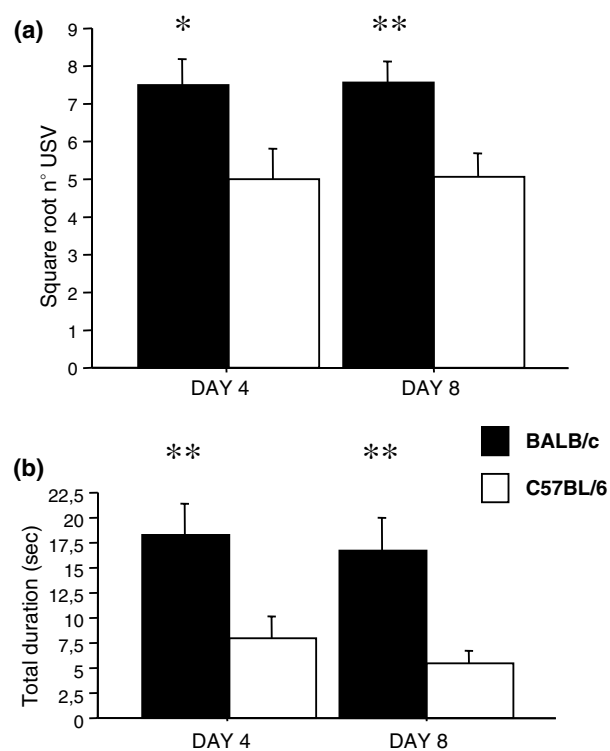 (a)
*
**
9
8
7
6
5
4
3
2
1
0
Square root n° USV
DAY 4 DAY 8
BALB/c
C57BL/6
(b)
** **
22,5
20
17,5
15
12,5
10
7,5
5
2,5
0
Total duration (sec)
DAY 4 DAY 8